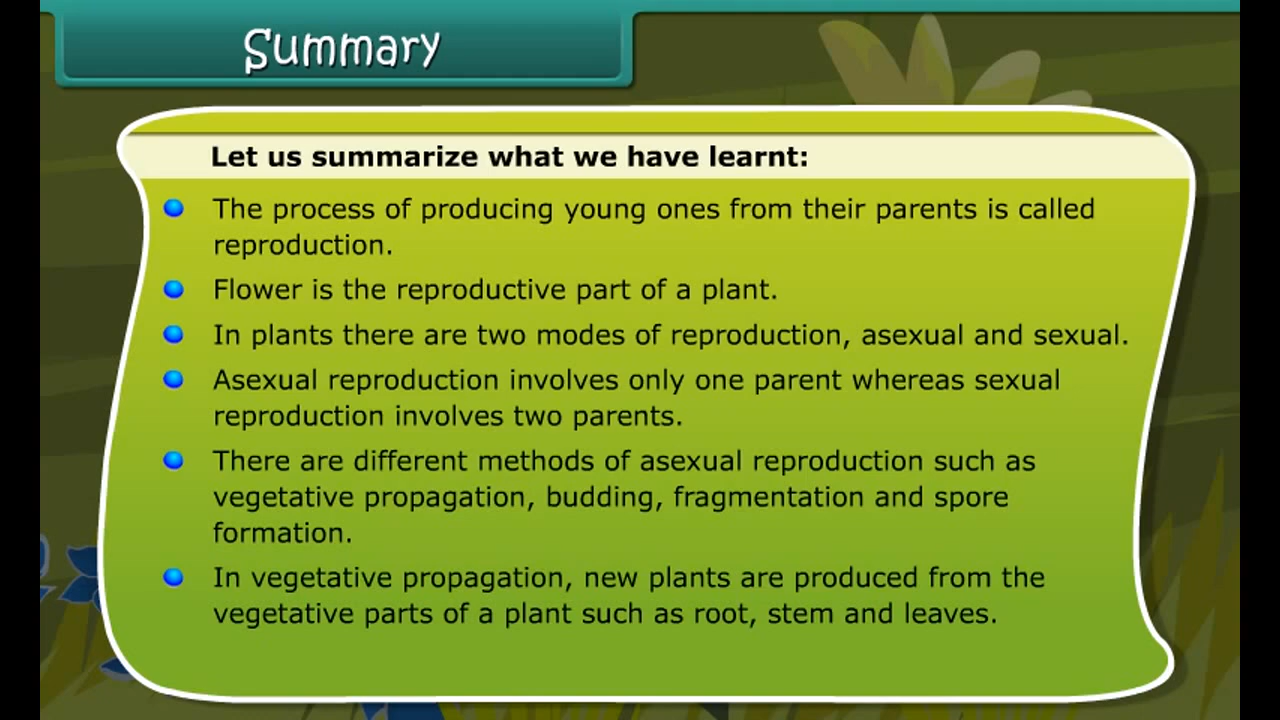 Summary
Let us summarize what we have learnt:
The process of producing young ones from their parents is called
reproduction.
Flower is the reproductive part of a plant.
In plants there are two modes of reproduction, asexual and sexual.
Asexual reproduction involves only one parent whereas sexual
reproduction involves two parents.
There are different methods of asexual reproduction such as
vegetative propagation, budding, fragmentation and spore
formation.
In vegetative propagation, new plants are produced from the
vegetative parts of a plant such as root, stem and leaves.